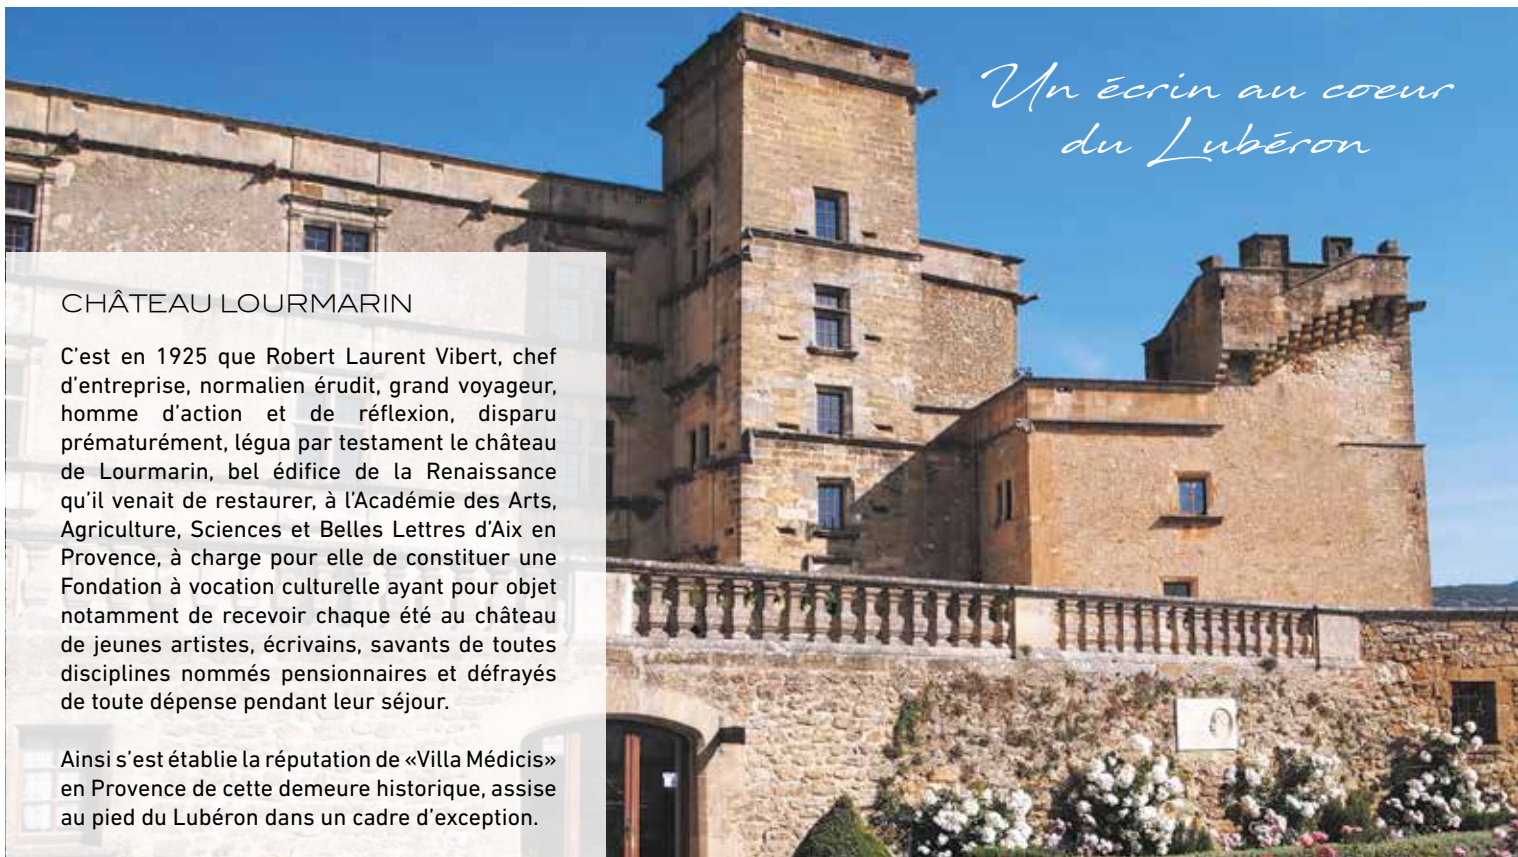 Un écrin au coeur
du Lubéron
CHÂTEAU LOURMARIN
C’est en 1925 que Robert Laurent Vibert, chef
d’entreprise, normalien érudit, grand voyageur,
homme d’action et de réflexion, disparu
prématurément, légua par testament le château
de Lourmarin, bel édifice de la Renaissance
qu’il venait de restaurer, à l’Académie des Arts,
Agriculture, Sciences et Belles Lettres d’Aix en
Provence, à charge pour elle de constituer une
Fondation à vocation culturelle ayant pour objet
notamment de recevoir chaque été au château
de jeunes artistes, écrivains, savants de toutes
disciplines nommés pensionnaires et défrayés
de toute dépense pendant leur séjour.
Ainsi s’est établie la réputation de «Villa Médicis»
en Provence de cette demeure historique, assise
au pied du Lubéron dans un cadre d’exception.